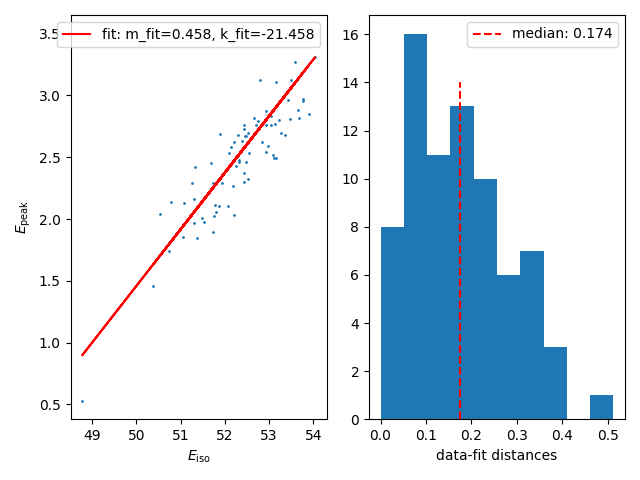 fit: m_fit=0.458, k_fit=-21.458
3.5
3.0
2.5
2.0
1.5
1.0
0.5
E_peak
49 50 51 52 53 54
E_iso
median: 0.174
16
14
12
10
8
6
4
2
0
0.0 0.1 0.2 0.3 0.4 0.5
data-fit distances